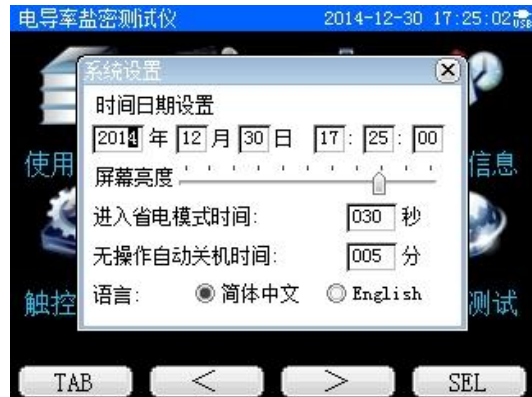 电导率盐密测试仪 2014-12-30 17:25:02 USB
系统设置
时间日期设置
2014 年 12 月 30 日 17 : 25 : 00
使用 信息
屏幕亮度
进入省电模式时间: 030 秒
无操作自动关机时间: 005 分
触控 测试
语言: 简体中文 English
TAB < > SEL